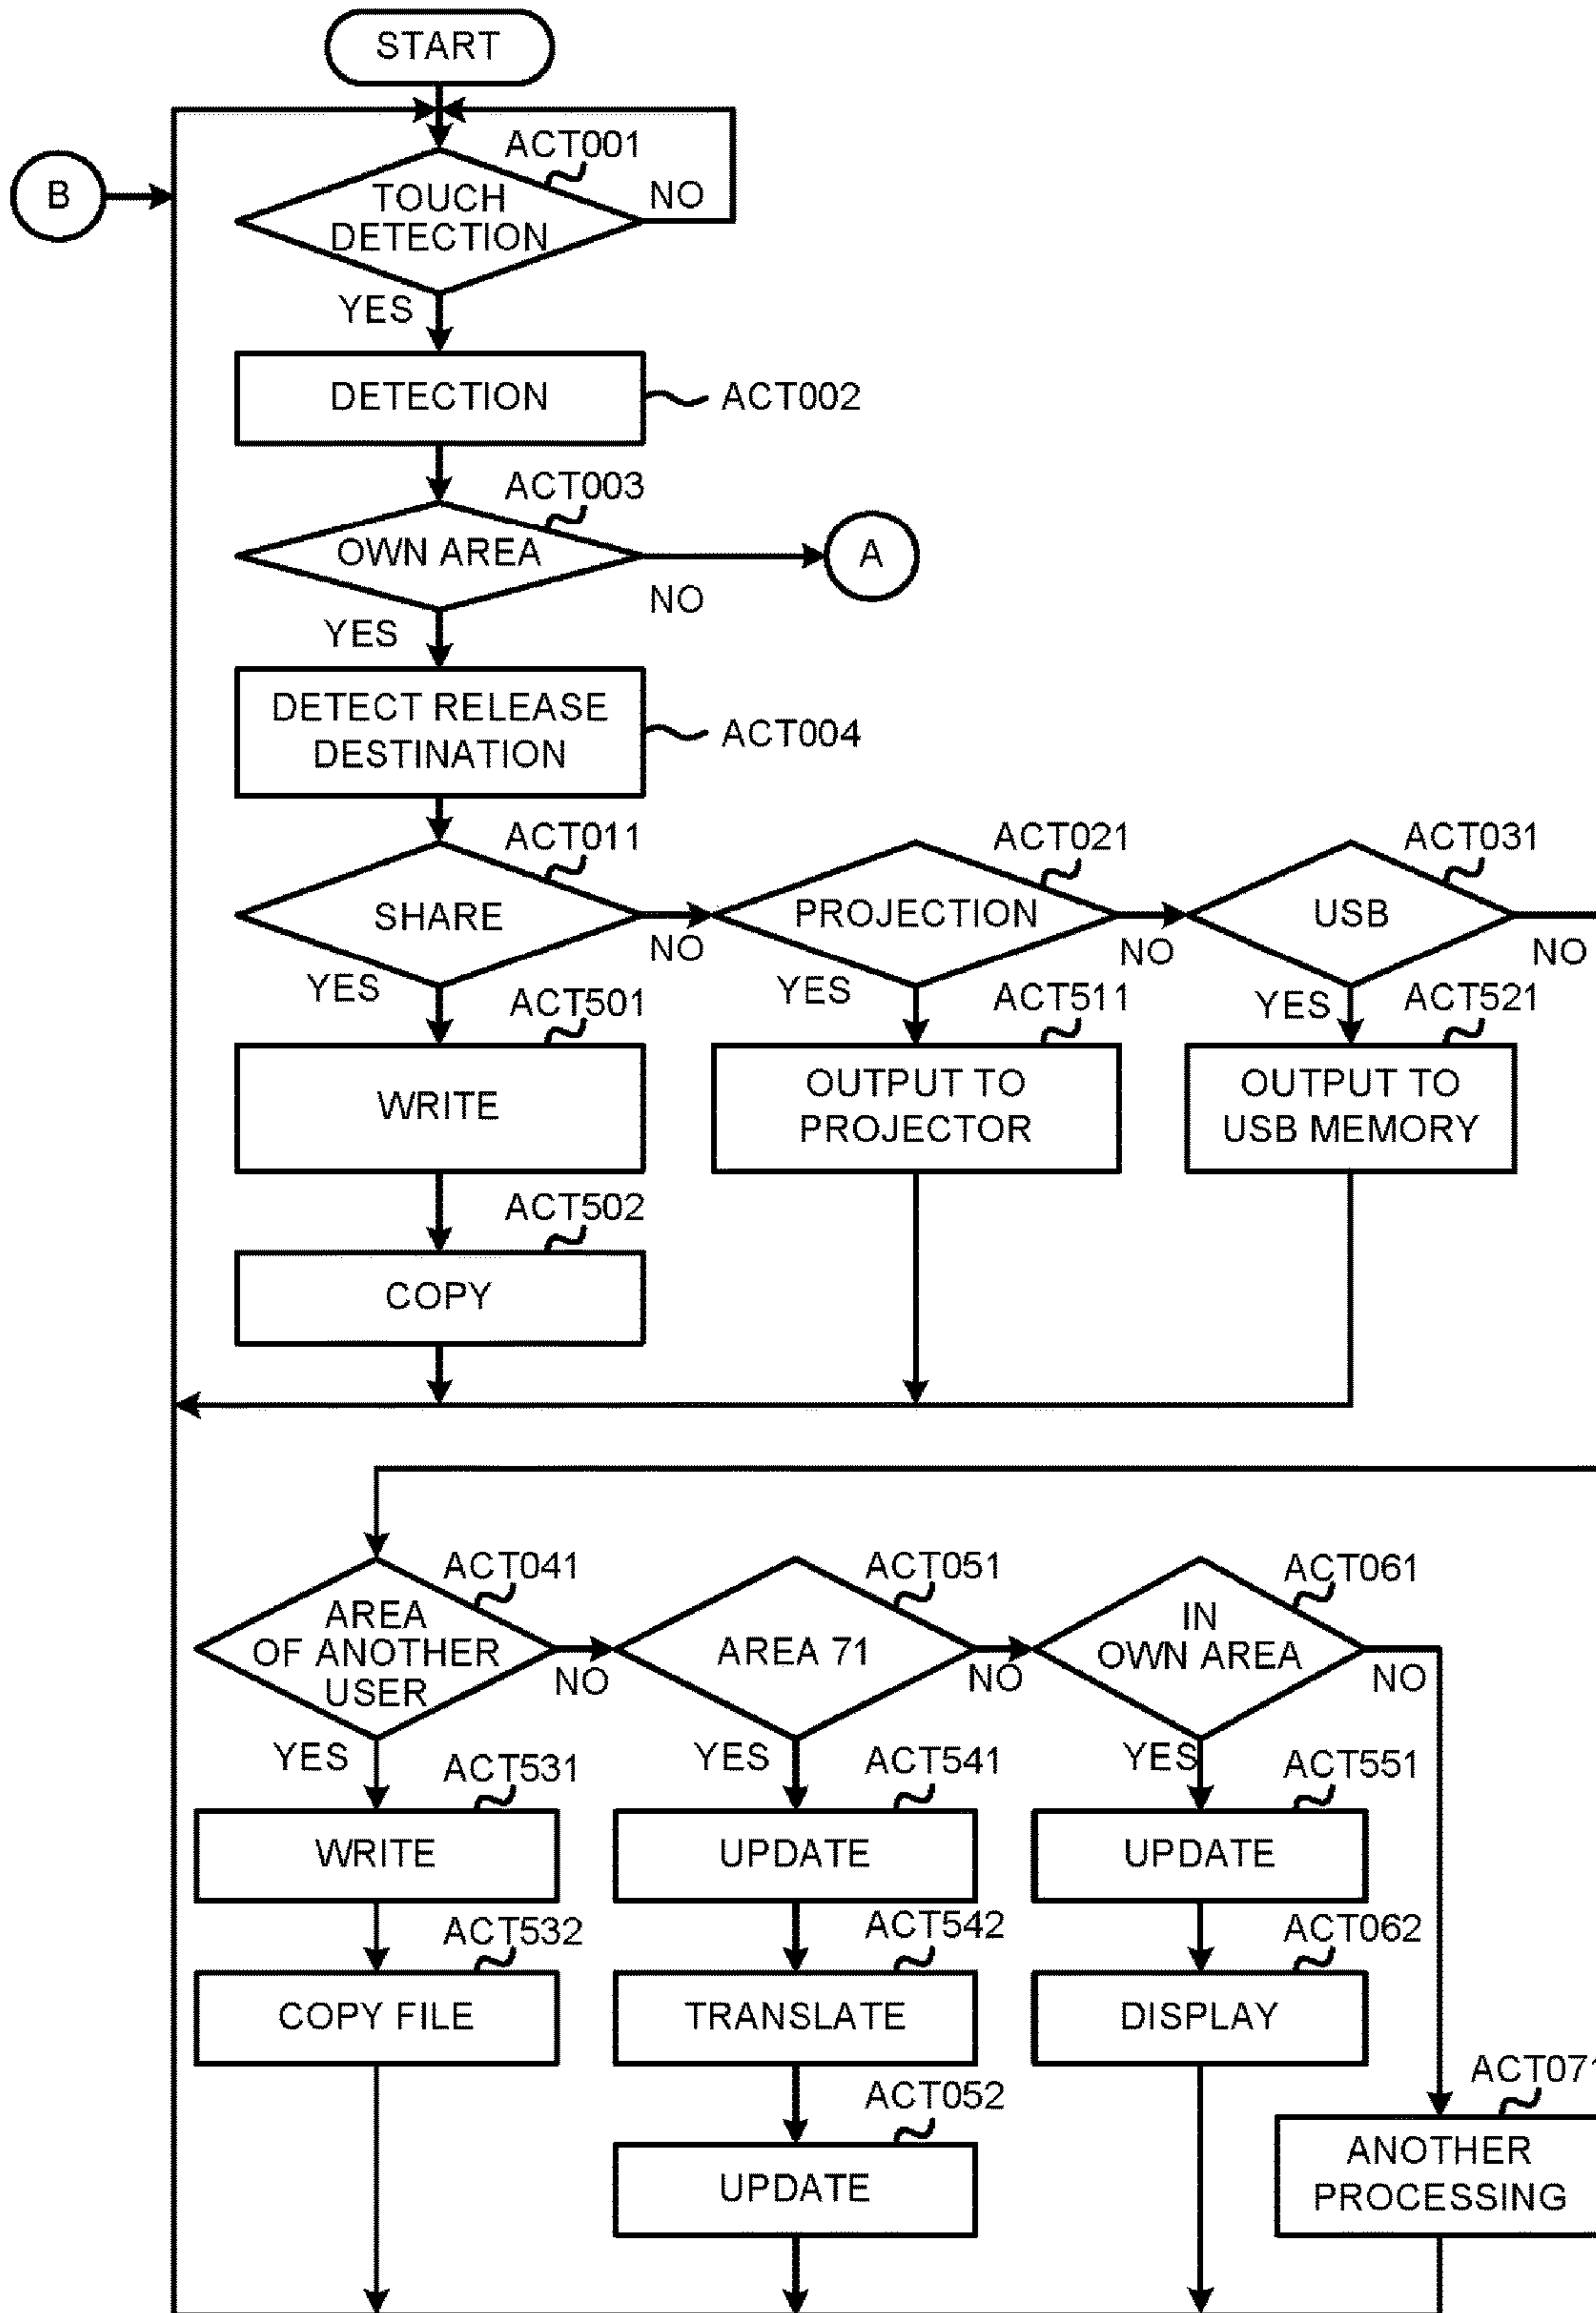 START
ACT001
B
TOUCH
DETECTION
NO
YES
DETECTION
ACT002
ACT003
OWN AREA
A
NO
YES
DETECT RELEASE
DESTINATION
ACT004
ACT011
ACT021
ACT031
SHARE
PROJECTION
USB
NO
NO
NO
YES
YES
YES
ACT501
ACT511
ACT521
WRITE
OUTPUT TO
PROJECTOR
OUTPUT TO
USB MEMORY
ACT502
COPY
ACT041
ACT051
ACT061
AREA
OF ANOTHER
USER
AREA 71
IN
OWN AREA
NO
NO
NO
YES
YES
YES
ACT531
ACT541
ACT551
WRITE
UPDATE
UPDATE
ACT532
ACT542
ACT062
COPY FILE
TRANSLATE
DISPLAY
ACT052
ACT071
UPDATE
ANOTHER
PROCESSING